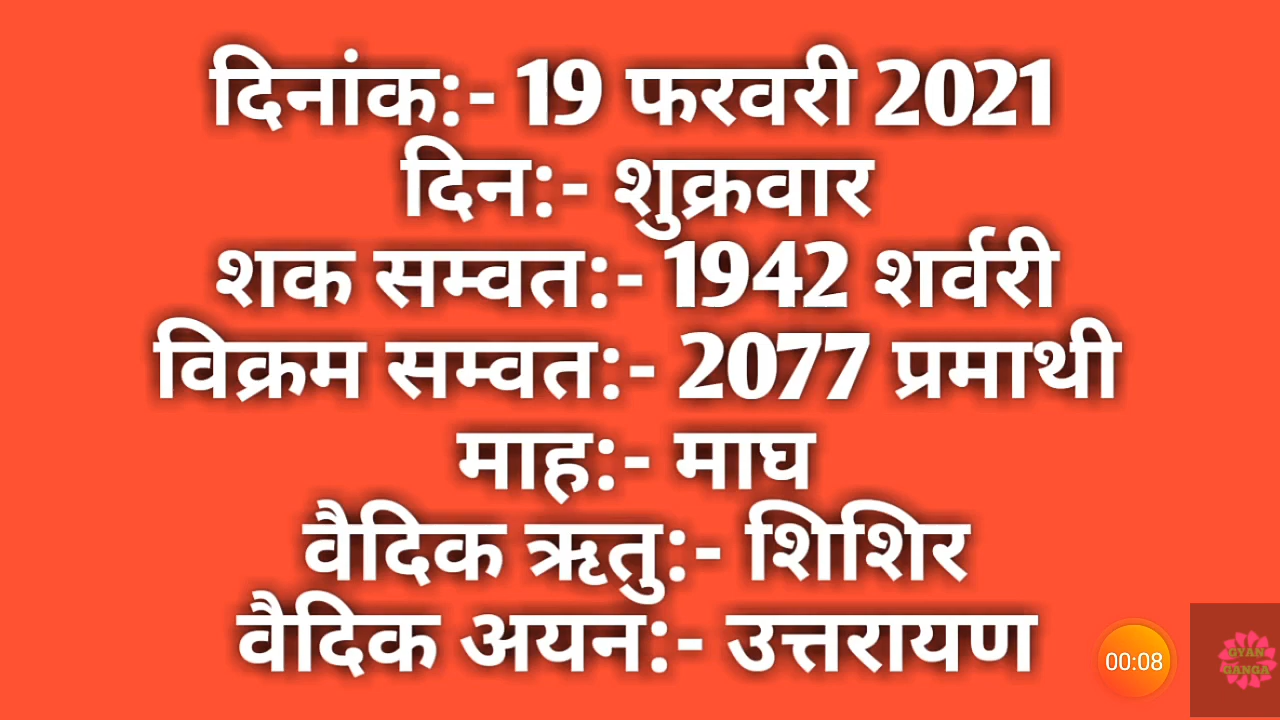 दिनांक:- 19 फरवरी 2021
दिन:- शुक्रवार
शक सम्वत:- 1942 शर्वरी
विक्रम सम्वत:- 2077 प्रमाथी
माह:- माघ
वैदिक ऋतु:- शिशिर
वैदिक अयन:- उत्तरायण
00:08
GYAN
GANGA